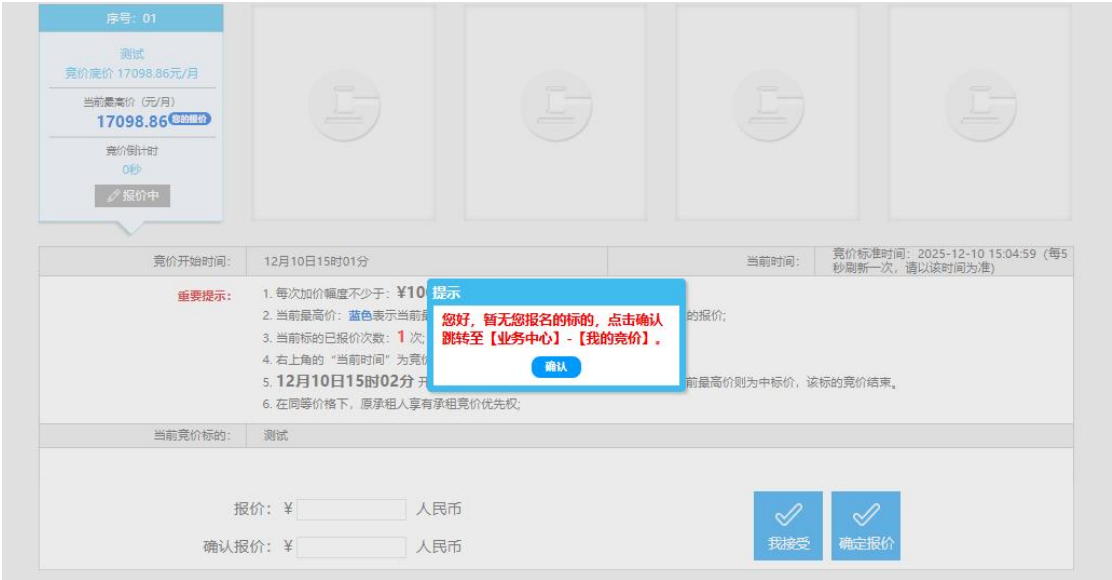 序号：01
测试
竞价底价 17098.86元/月
当前最高价（元/月）
17098.86 您的报价
竞价倒计时
0秒
报价中
竞价开始时间：
12月10日15时01分
当前时间：
竞价标准时间：2025-12-10 15:04:59（每5
秒刷新一次，请以该时间为准)
重要提示：
1. 每次加价幅度不少于：¥10
2. 当前最高价：蓝色表示当前最
的报价;
3. 当前标的已报价次数：1 次;
4. 右上角的“当前时间”为竞价
5. 12月10日15时02分 开
前最高价则为中标价，该标的竞价结束。
6. 在同等价格下，原承租人享有承租竞价优先权;
提示
您好，暂无您报名的标的，点击确认
跳转至【业务中心】-【我的竞价】。
确认
当前竞价标的：
测试
报价：¥
人民币
确认报价：¥
人民币
我接受
确定报价